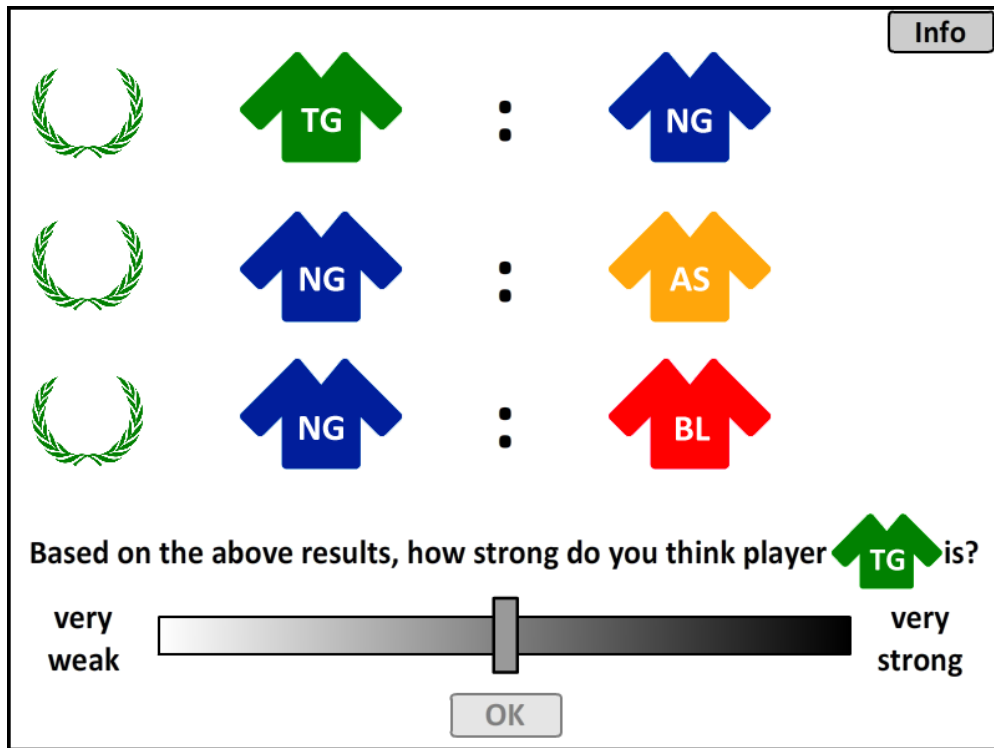 Info
TG : NG
NG : AS
NG : BL
Based on the above results, how strong do you think player TG is?
very weak
very strong
OK